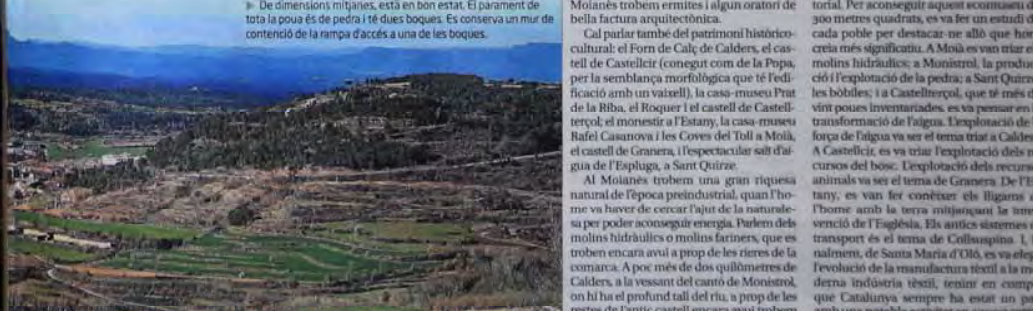 De dimensions mitjanes, està en bon estat. El parament de
tota la poua és de pedra i té dues boques. Es conserva un mur de
contenció de la rampa d'accés a una de les boques.
Moianès trobem ermites i algun oratori de
bella factura arquitectònica.
Cal parlar també del patrimoni històrico-
cultural: el Forn de Calç de Calders, el cas-
tell de Castellcir (conegut com de la Popa,
per la semblança morfològica que té l'edi-
ficació amb un vaixell), la casa-museu Prat
de la Riba, el Roquer i el castell de Castell-
terçol; el monestir a l'Estany, la casa-museu
Rafel Casanova i les Coves del Toll a Moià,
el castell de Granera, i l'espectacular salt d'ai-
gua de l'Espluga, a Sant Quirze.
Al Moianès trobem una gran riquesa
natural de l'època preindustrial, quan l'ho-
me va haver de cercar l'ajut de la naturale-
sa per poder aconseguir energia. Parlem dels
molins hidràulics o molins fariners, que es
troben encara avui a prop de les rieres de la
comarca. A poc més de dos quilòmetres de
Calders, a la vessant del cantó de Monistrol,
on hi ha el profund tall del riu, a prop de les
restes de l'antic castell encara avui trobem
torial. Per aconseguir aquest ecomuseu
300 metres quadrats, es va fer un estudi
cada poble per destacar-ne allò que
creia més significatiu. A Moià es van triar
molins hidràulics; a Monistrol, la produc
ció i l'explotació de la pedra; a Sant Quirze
les bòbiles; i a Castellterçol, que té més
vint poues inventariades, es va pensar en
transformació de l'aigua. L'explotació de
força de l'aigua va ser el tema triat a Calders
A Castellcir, es va triar l'explotació dels
cursos del bosc. L'explotació dels recursos
animals va ser el tema de Granera. De l'Es
tany, es van fer conèixer els lligams
l'home amb la terra mitjançant la inter
venció de l'Església. Els antics sistemes
transport és el tema de Collsuspina. I
nalment, de Santa Maria d'Oló, es va
l'evolució de la manufactura tèxtil a la
derna indústria tèxtil, tenint en comp
que Catalunya sempre ha estat un